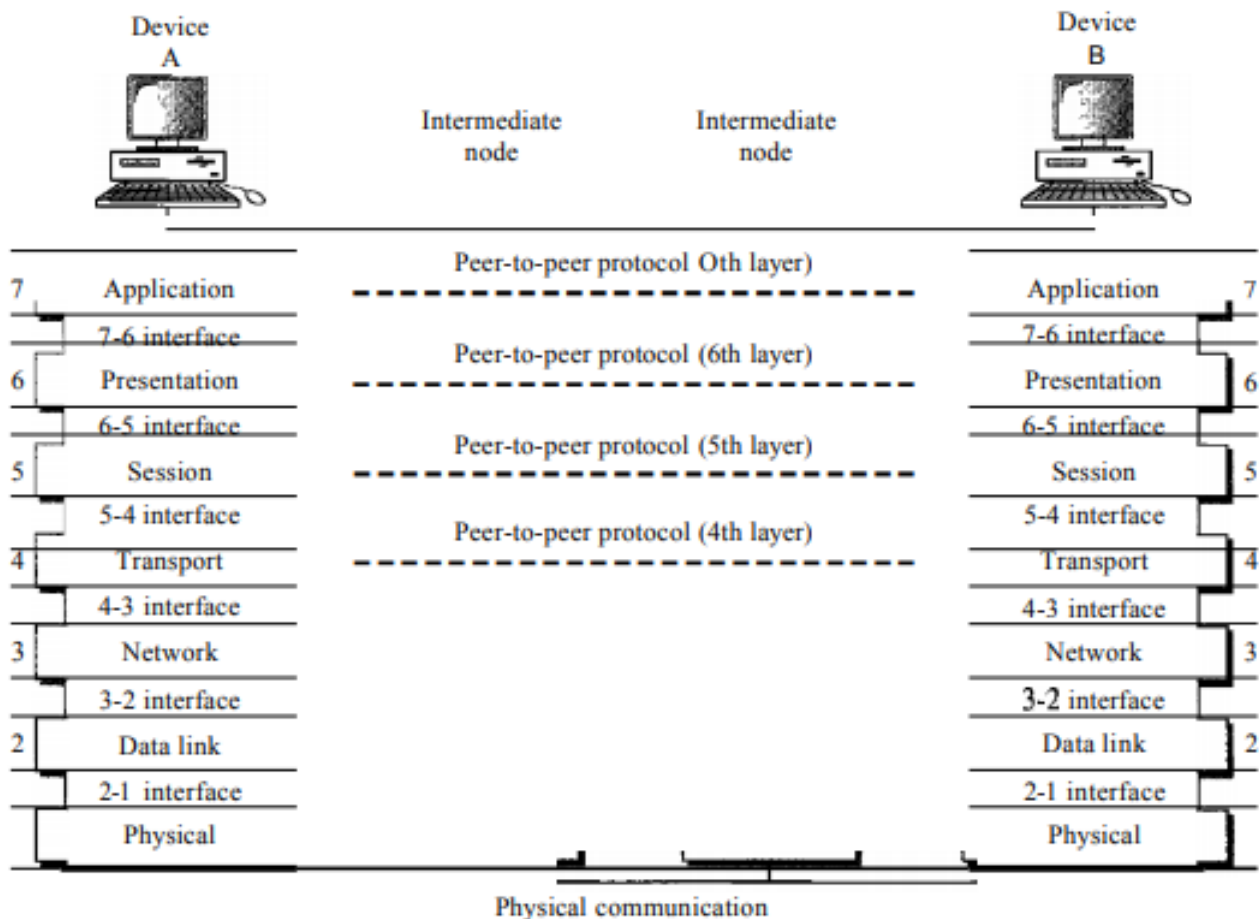 Device
A
Device
B
Intermediate
node
Intermediate
node
Peer-to-peer protocol Oth layer)
7 Application
Application 7
7-6 interface
7-6 interface
Peer-to-peer protocol (6th layer)
6 Presentation
Presentation 6
6-5 interface
6-5 interface
Peer-to-peer protocol (5th layer)
5 Session
Session 5
5-4 interface
5-4 interface
Peer-to-peer protocol (4th layer)
4 Transport
Transport 4
4-3 interface
4-3 interface
3 Network
Network 3
3-2 interface
3-2 interface
2 Data link
Data link 2
2-1 interface
2-1 interface
Physical
Physical
Physical communication